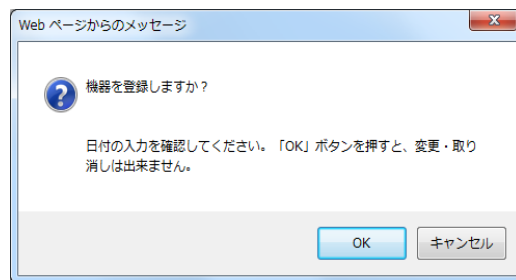 Web ページからのメッセージ
機器を登録しますか？
日付の入力を確認してください。「OK」ボタンを押すと、変更・取り
消しは出来ません。
OK
キャンセル